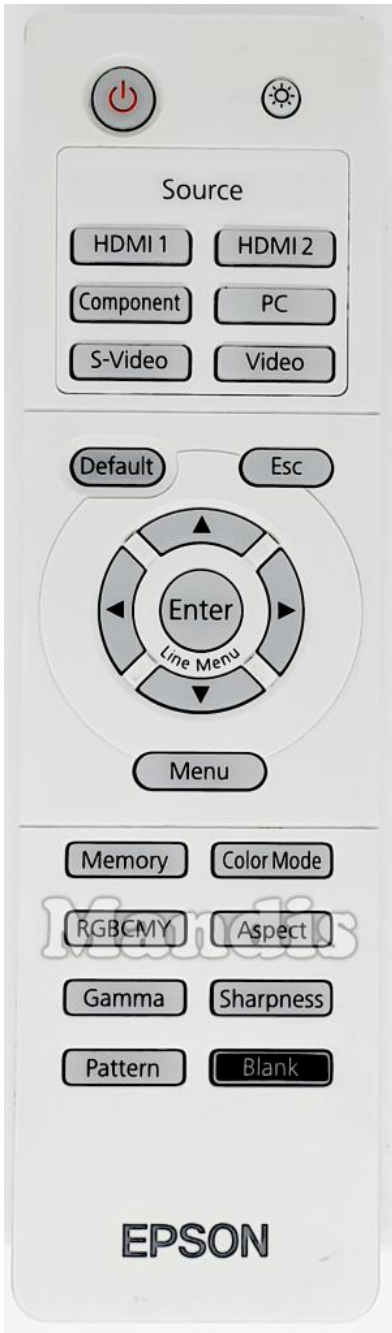 Source
HDMI 1 HDMI 2
Component PC
S-Video Video
Default Esc
Enter
Line Menu
Menu
Memory Color Mode
Mandis
RGBCMY Aspect
Gamma Sharpness
Pattern Blank
EPSON